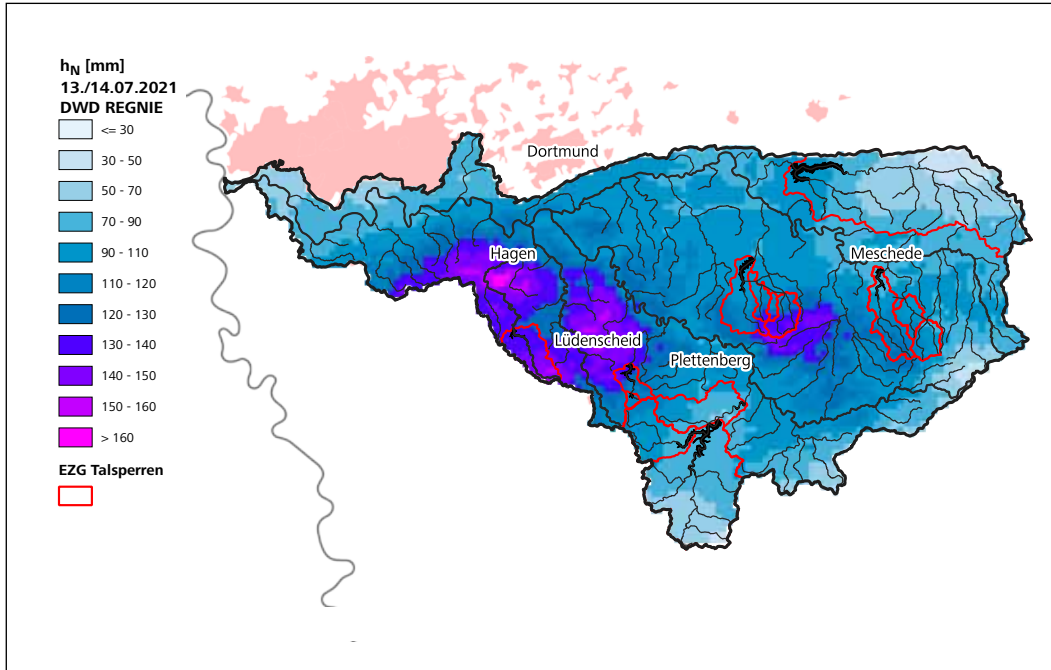 hN [mm]
13./14.07.2021
DWD REGNIE
<= 30
30 - 50
50 - 70
70 - 90
90 - 110
110 - 120
120 - 130
130 - 140
140 - 150
150 - 160
> 160
EZG Talsperren
Dortmund
Hagen
Meschede
Lüdenscheid
Plettenberg